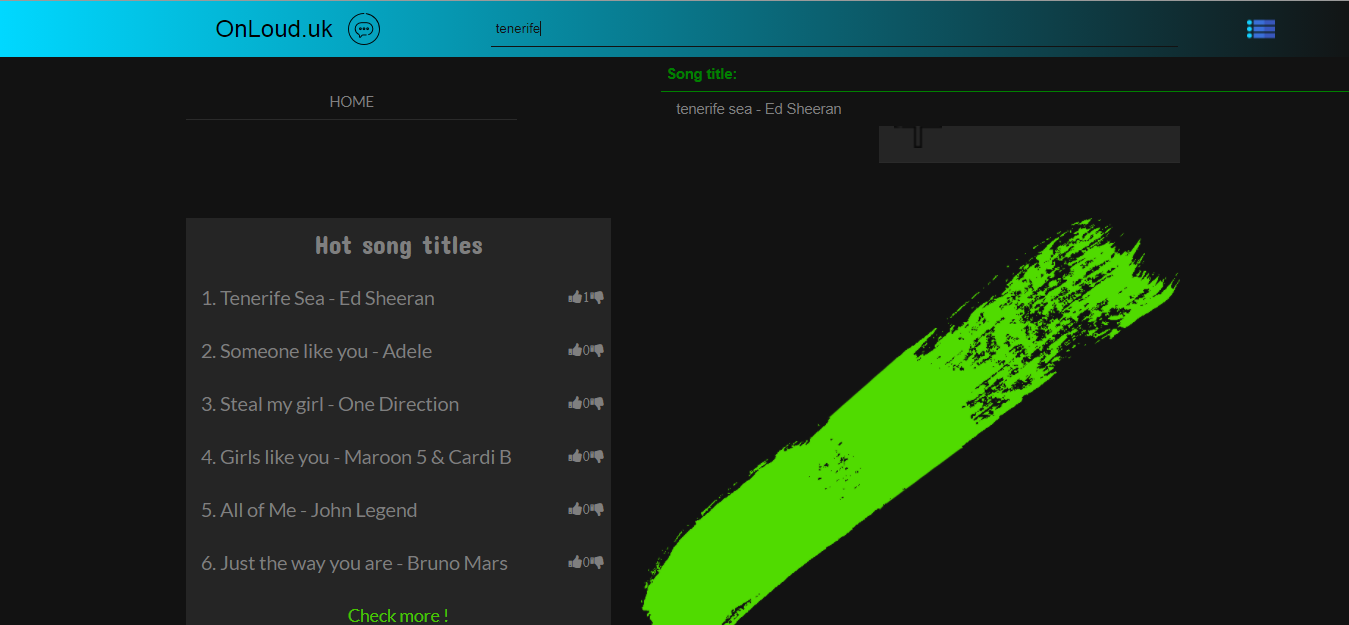 OnLoud.uk
tenerife
Song title:
HOME
tenerife sea - Ed Sheeran
Hot song titles
1. Tenerife Sea - Ed Sheeran
1
2. Someone like you - Adele
0
3. Steal my girl - One Direction
0
4. Girls like you - Maroon 5 & Cardi B
0
5. All of Me - John Legend
0
6. Just the way you are - Bruno Mars
0
Check more !